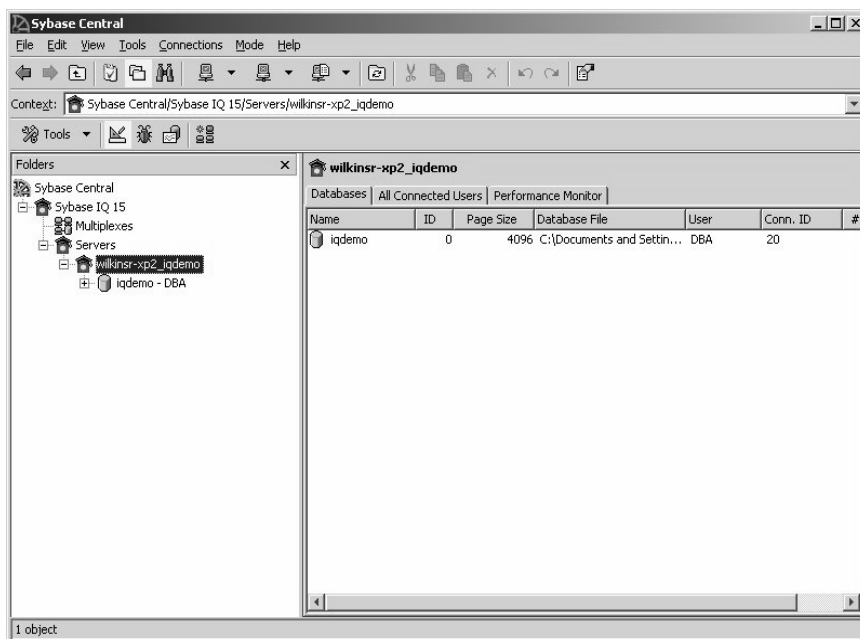 Sybase Central
File Edit View Tools Connections Mode Help
Context: Sybase Central/Sybase IQ 15/Servers/wilkinsr-xp2_iqdemo
Tools
Folders
Sybase Central
Sybase IQ 15
Multiplexes
Servers
wilkinsr-xp2_iqdemo
iqdemo - DBA
wilkinsr-xp2_iqdemo
Databases All Connected Users Performance Monitor
Name ID Page Size Database File User Conn. ID #
iqdemo 0 4096 C:\Documents and Settin... DBA 20
1 object